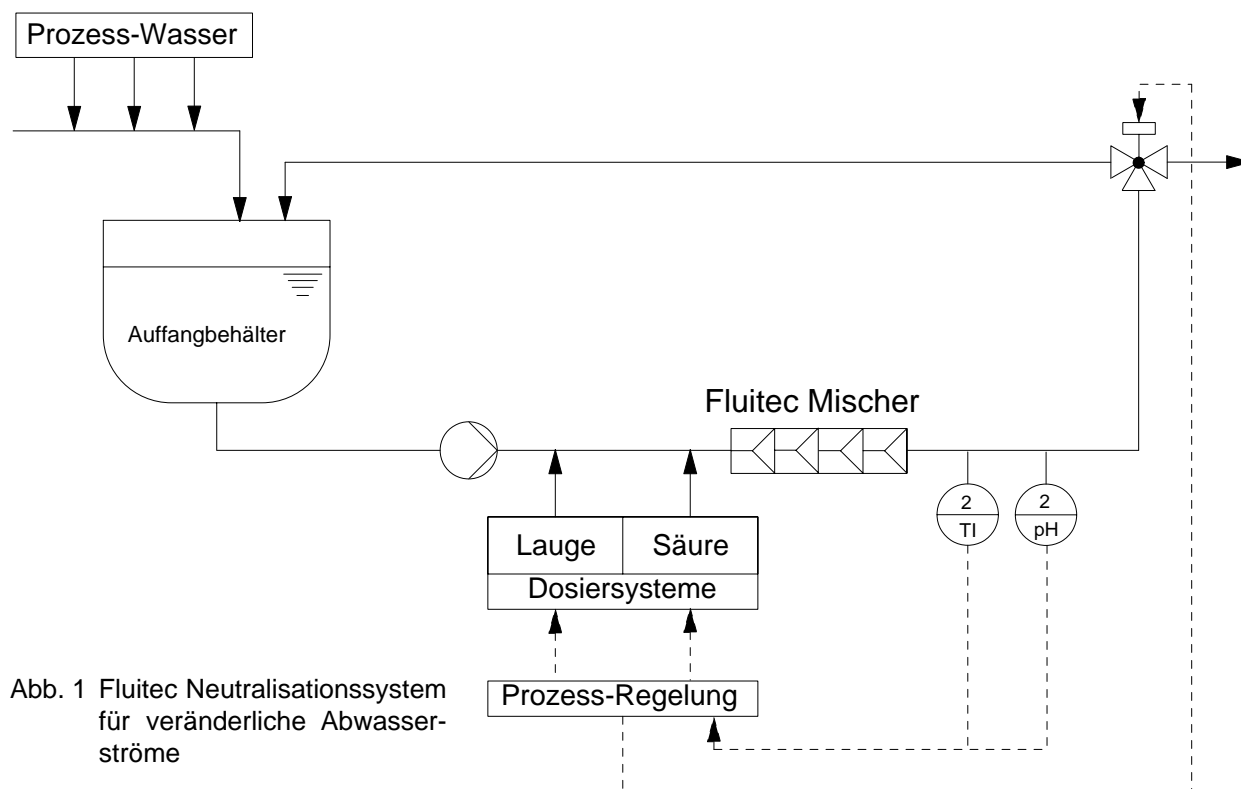 Prozess-Wasser
Auffangbehälter
Fluitec Mischer
2
TI
2
pH
Lauge
Säure
Dosiersysteme
Prozess-Regelung
Abb. 1 Fluitec Neutralisationssystem
für veränderliche Abwasser-
ströme